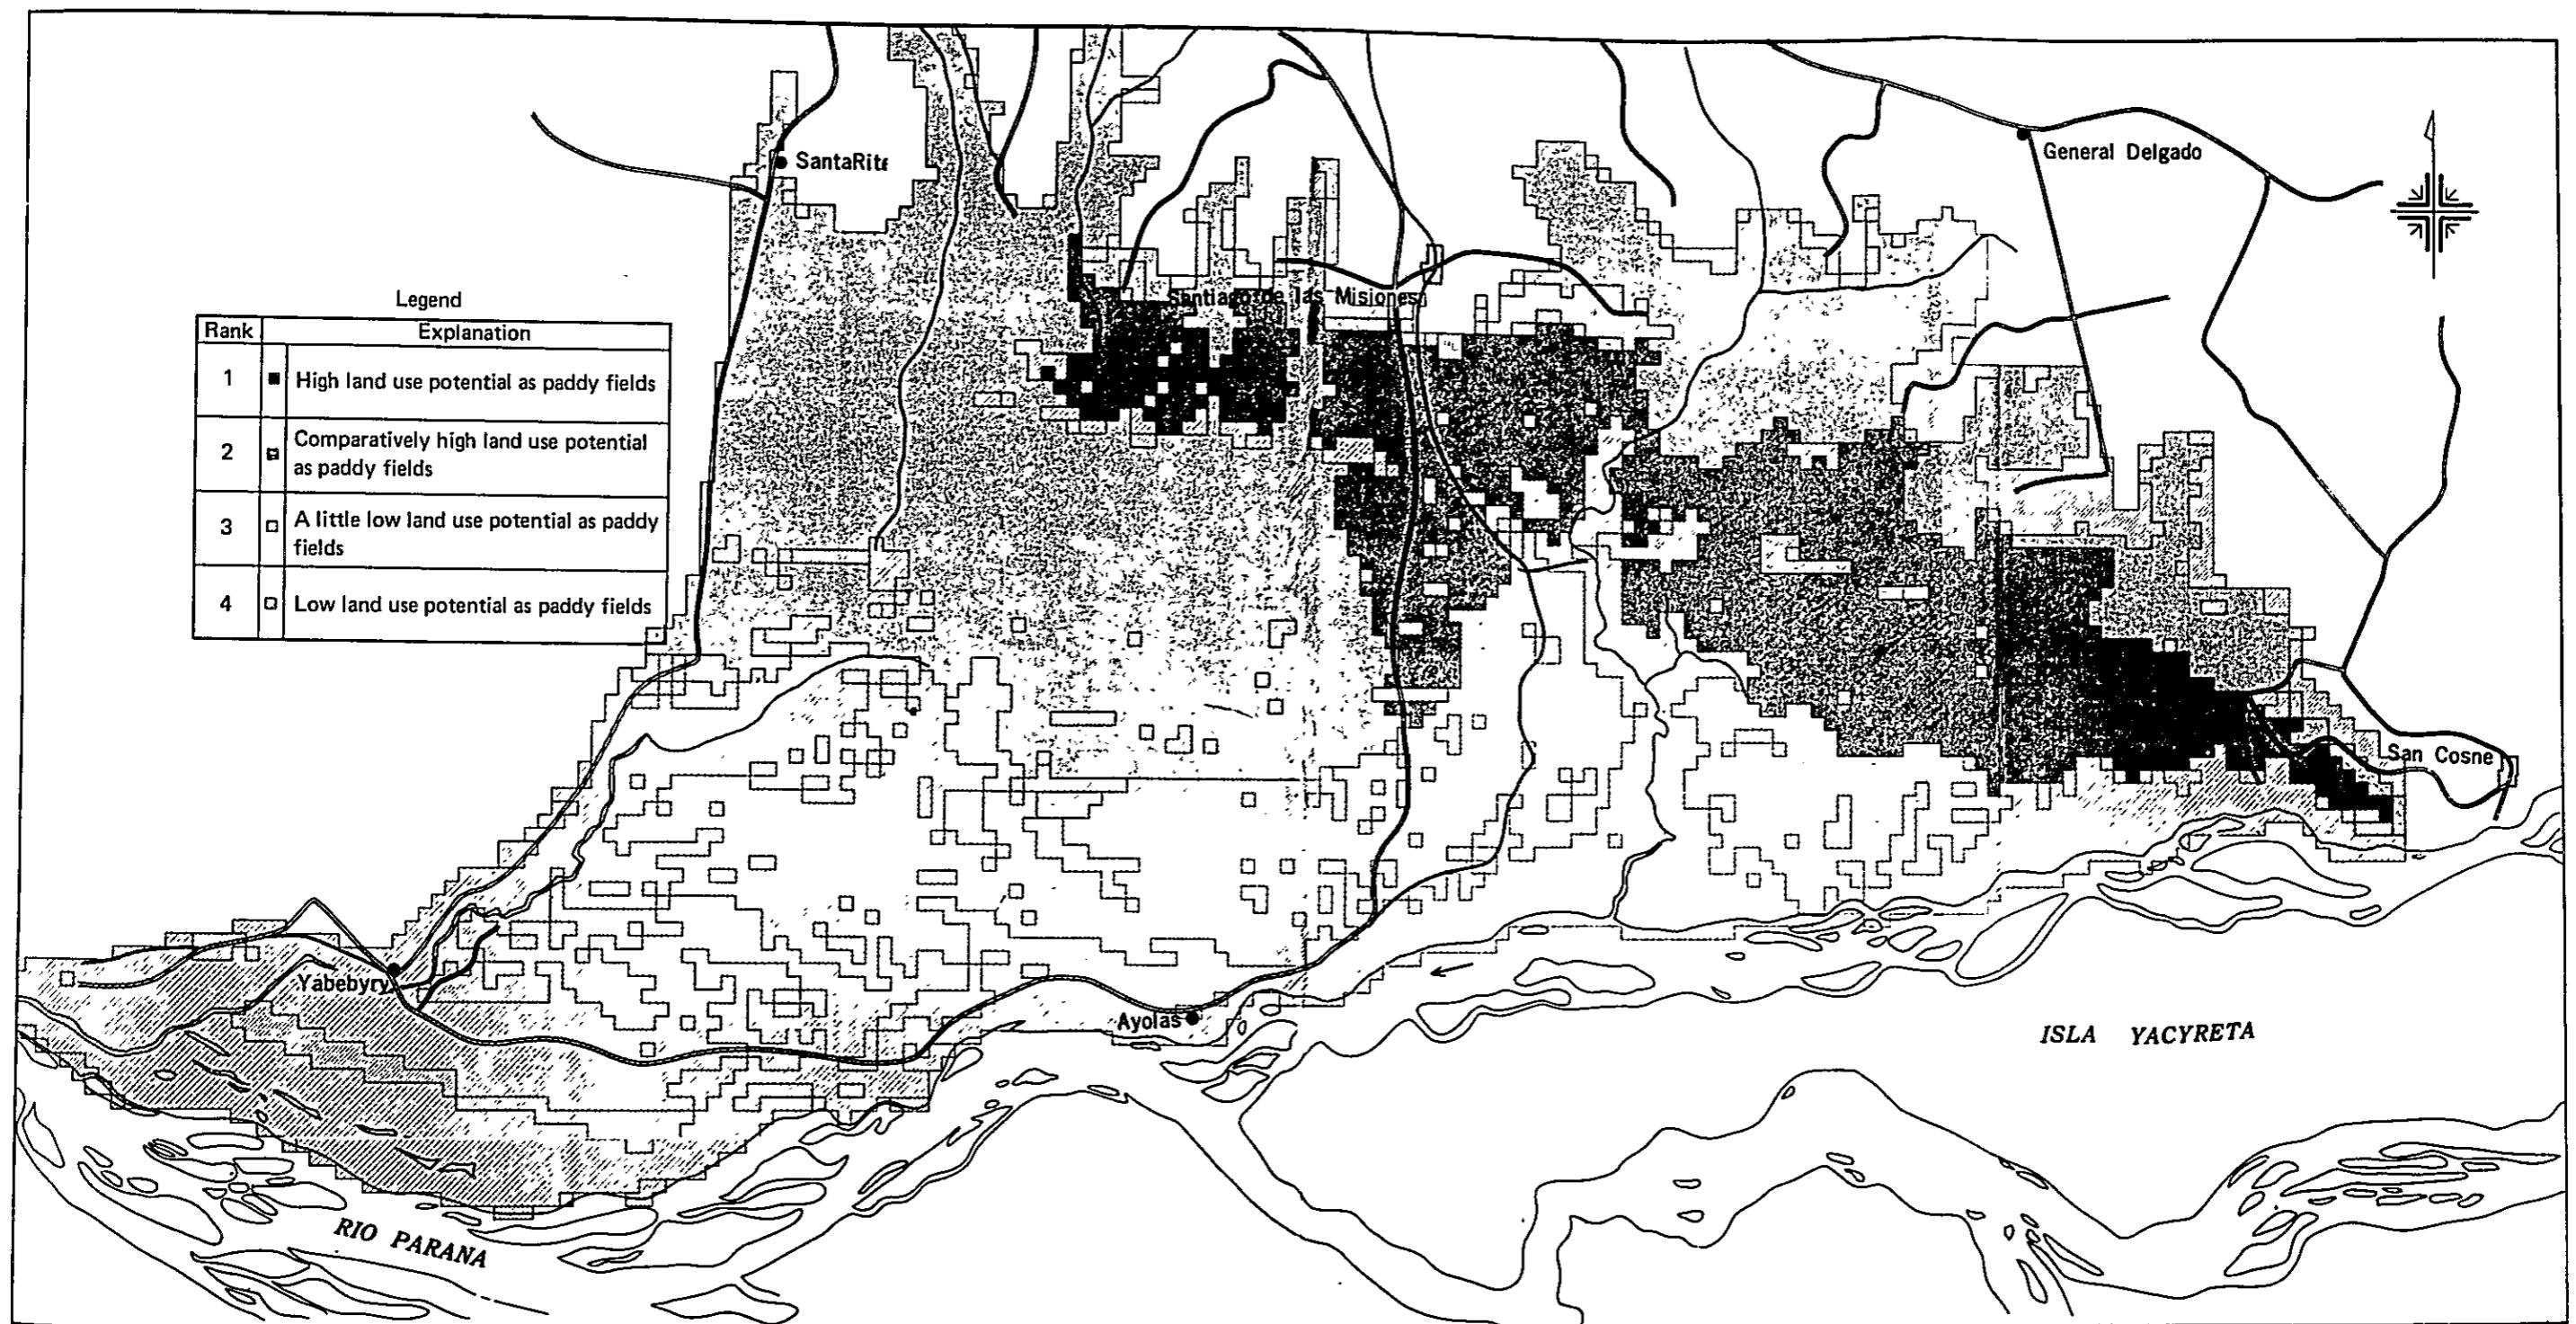 SantaRita
General Delgado
Legend
Rank Explanation
1 High land use potential as paddy fields
2 Comparatively high land use potential
as paddy fields
3 A little low land use potential as paddy
fields
4 Low land use potential as paddy fields
Santiago de las Misiones
San Cosne
Yabebyry
Ayolas
ISLA YACYRETA
RIO PARANA